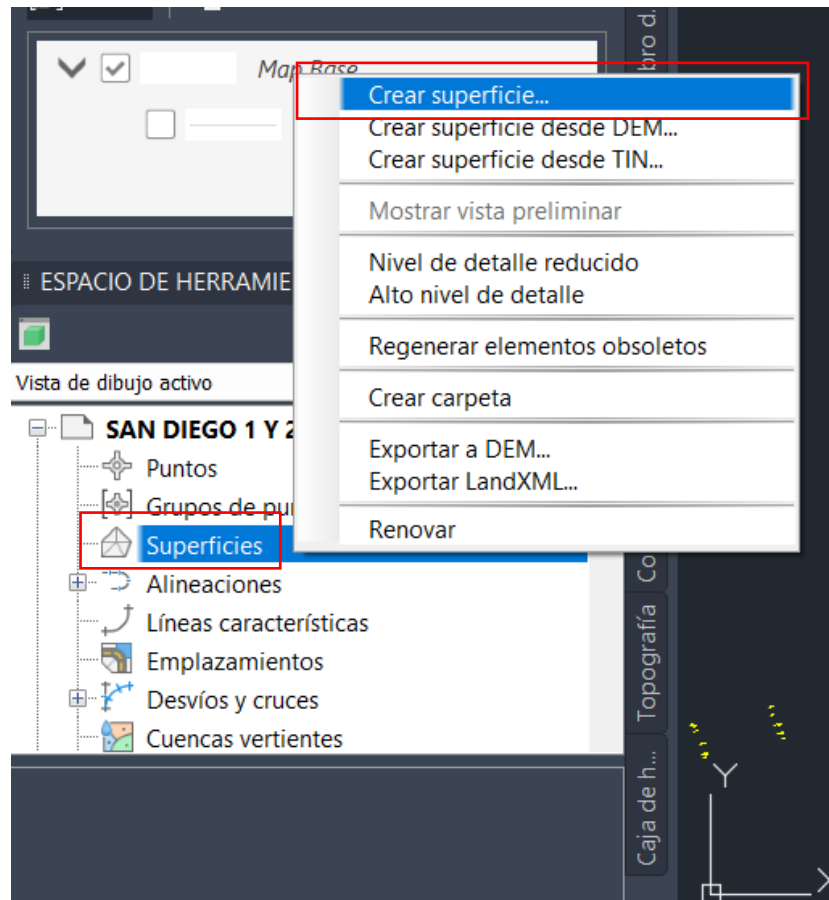 Map Base
Crear superficie...
Crear superficie desde DEM...
Crear superficie desde TIN...
Mostrar vista preliminar
Nivel de detalle reducido
Alto nivel de detalle
Regenerar elementos obsoletos
Crear carpeta
Exportar a DEM...
Exportar LandXML...
Renovar
ESPACIO DE HERRAMIE
Vista de dibujo activo
SAN DIEGO 1 Y 2
Puntos
Grupos de pu
Superficies
Alineaciones
Líneas características
Emplazamientos
Desvíos y cruces
Cuencas vertientes
bro d.
Co
Topografía
Caja de h...
Y
X